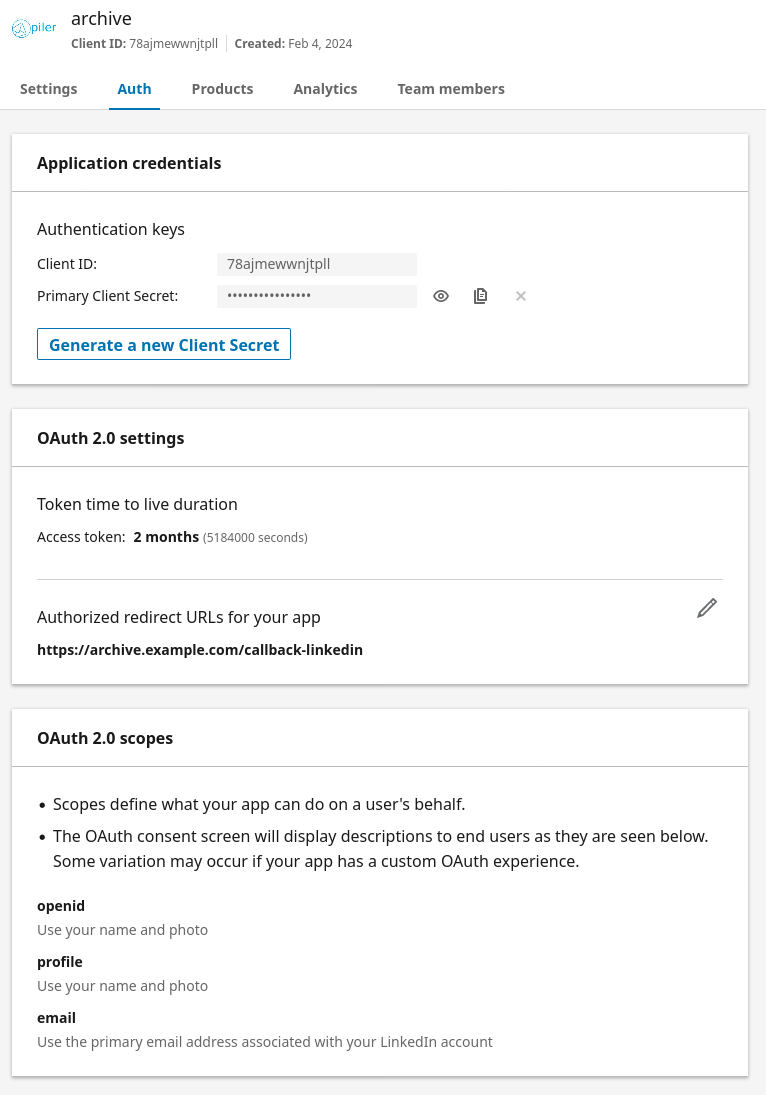 piler
archive
Client ID: 78ajmewwnjtpll Created: Feb 4, 2024
Settings Auth Products Analytics Team members
Application credentials
Authentication keys
Client ID: 78ajmewwnjtpll
Primary Client Secret: ••••••••••••••••
Generate a new Client Secret
OAuth 2.0 settings
Token time to live duration
Access token: 2 months (5184000 seconds)
Authorized redirect URLs for your app
https://archive.example.com/callback-linkedin
OAuth 2.0 scopes
• Scopes define what your app can do on a user's behalf.
• The OAuth consent screen will display descriptions to end users as they are seen below.
Some variation may occur if your app has a custom OAuth experience.
openid
Use your name and photo
profile
Use your name and photo
email
Use the primary email address associated with your LinkedIn account